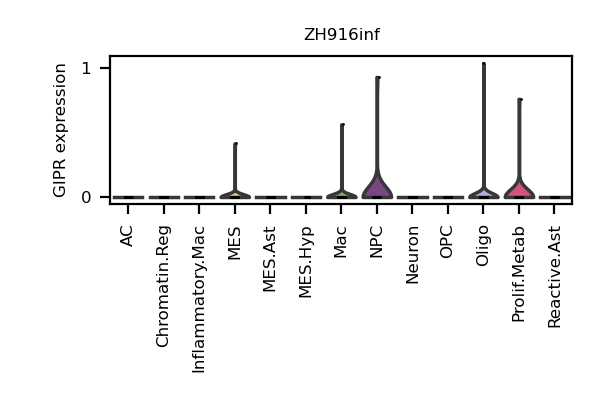 ZH916inf
GIPR expression
1
0
AC
Chromatin.Reg
Inflammatory.Mac
MES
MES.Ast
MES.Hyp
Mac
NPC
Neuron
OPC
Oligo
Prolif.Metab
Reactive.Ast